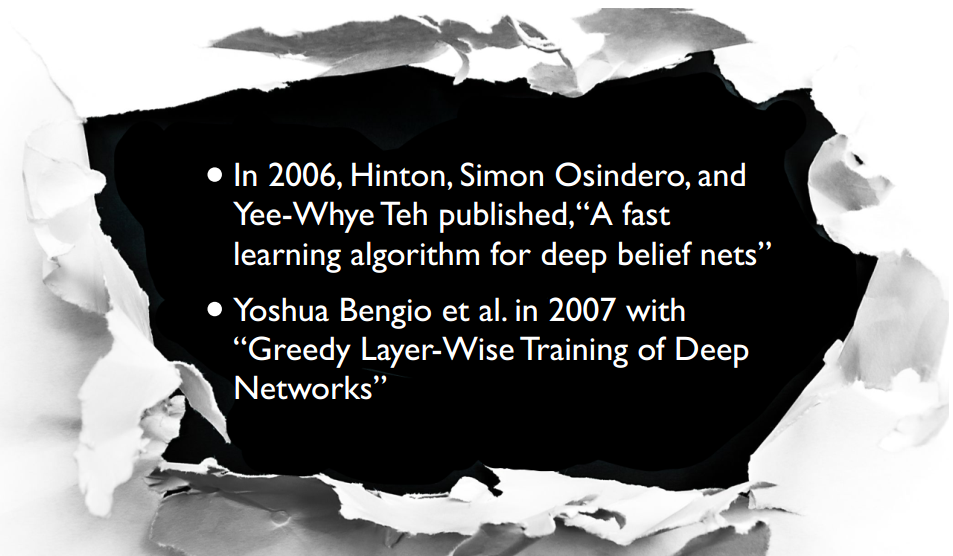 • In 2006, Hinton, Simon Osindero, and
Yee-Whye Teh published, “A fast
learning algorithm for deep belief nets”
• Yoshua Bengio et al. in 2007 with
“Greedy Layer-Wise Training of Deep
Networks”